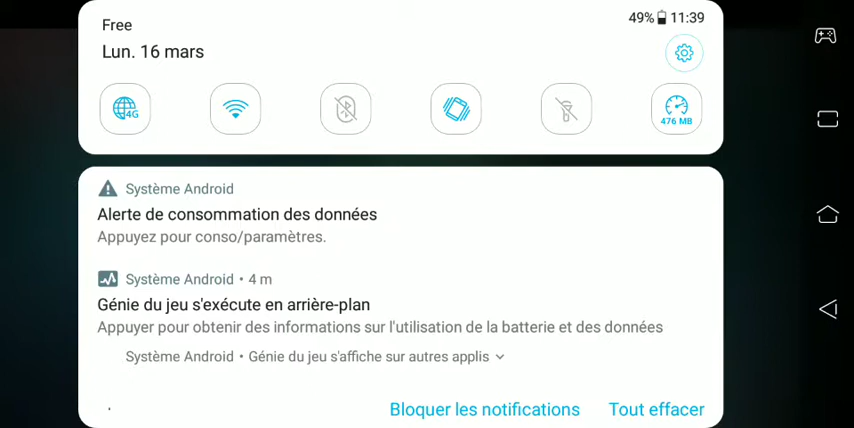 Free
49% 11:39
Lun. 16 mars
4G
476 MB
Système Android
Alerte de consommation des données
Appuyez pour conso/paramètres.
Système Android • 4 m
Génie du jeu s'exécute en arrière-plan
Appuyer pour obtenir des informations sur l'utilisation de la batterie et des données
Système Android • Génie du jeu s'affiche sur autres applis
Bloquer les notifications Tout effacer